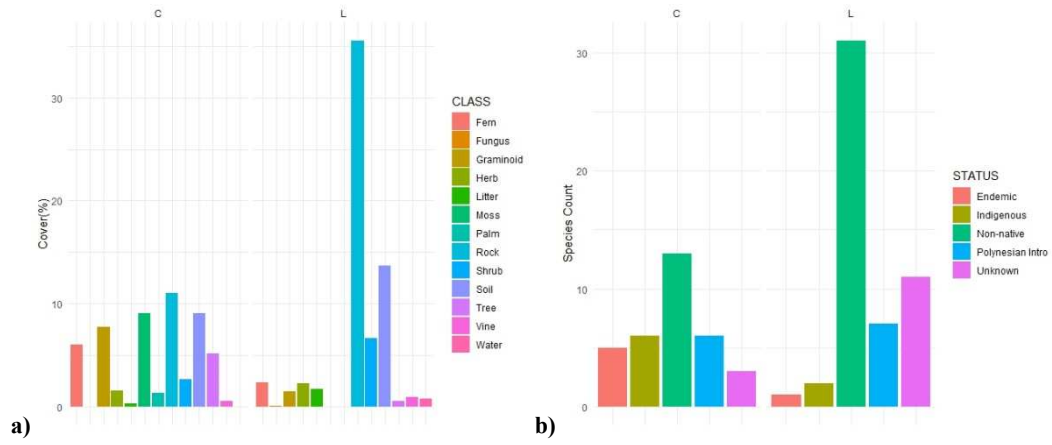 C L
30
20
10
0
Cover(%)
CLASS
Fern
Fungus
Graminoid
Herb
Litter
Moss
Palm
Rock
Shrub
Soil
Tree
Vine
Water
a)
C L
30
20
10
0
Species Count
STATUS
Endemic
Indigenous
Non-native
Polynesian Intro
Unknown
b)